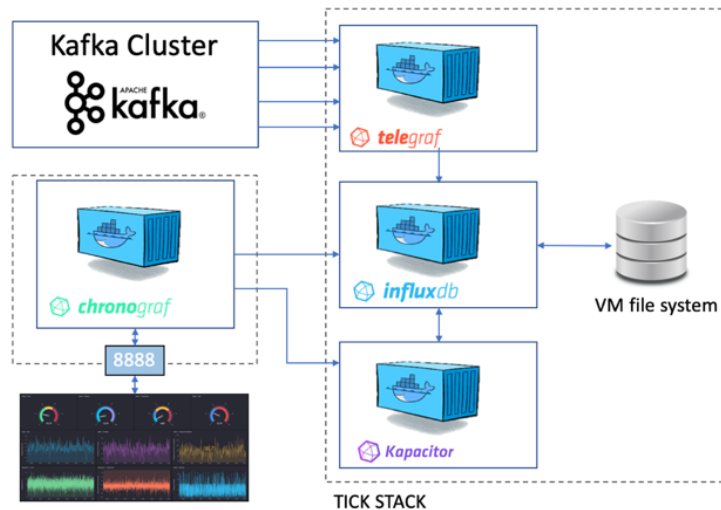 Kafka Cluster
APACHE
kafka®
telegraf
chronograf
influxdb
VM file system
8888
Kapacitor
TICK STACK